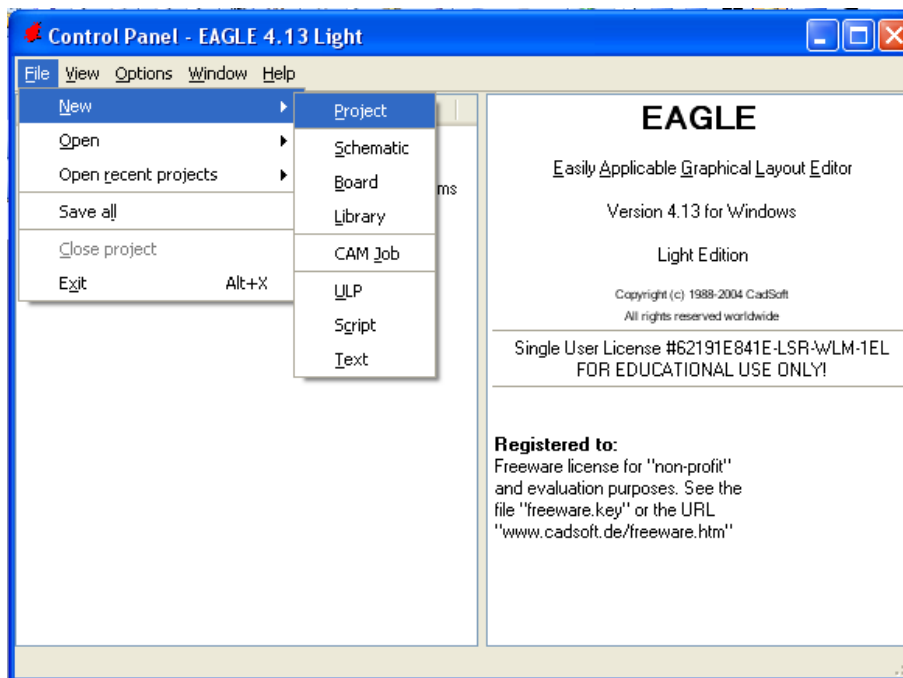 Control Panel - EAGLE 4.13 Light
File View Options Window Help
New
Open
Open recent projects
Save all
Close project
Exit Alt+X
Project
Schematic
Board
Library
CAM Job
ULP
Script
Text
ms
EAGLE
Easily Applicable Graphical Layout Editor
Version 4.13 for Windows
Light Edition
Copyright (c) 1988-2004 CadSoft
All rights reserved worldwide
Single User License #62191E841E-LSR-WLM-1EL
FOR EDUCATIONAL USE ONLY!
Registered to:
Freeware license for "non-profit"
and evaluation purposes. See the
file "freeware.key" or the URL
"www.cadsoft.de/freeware.htm"